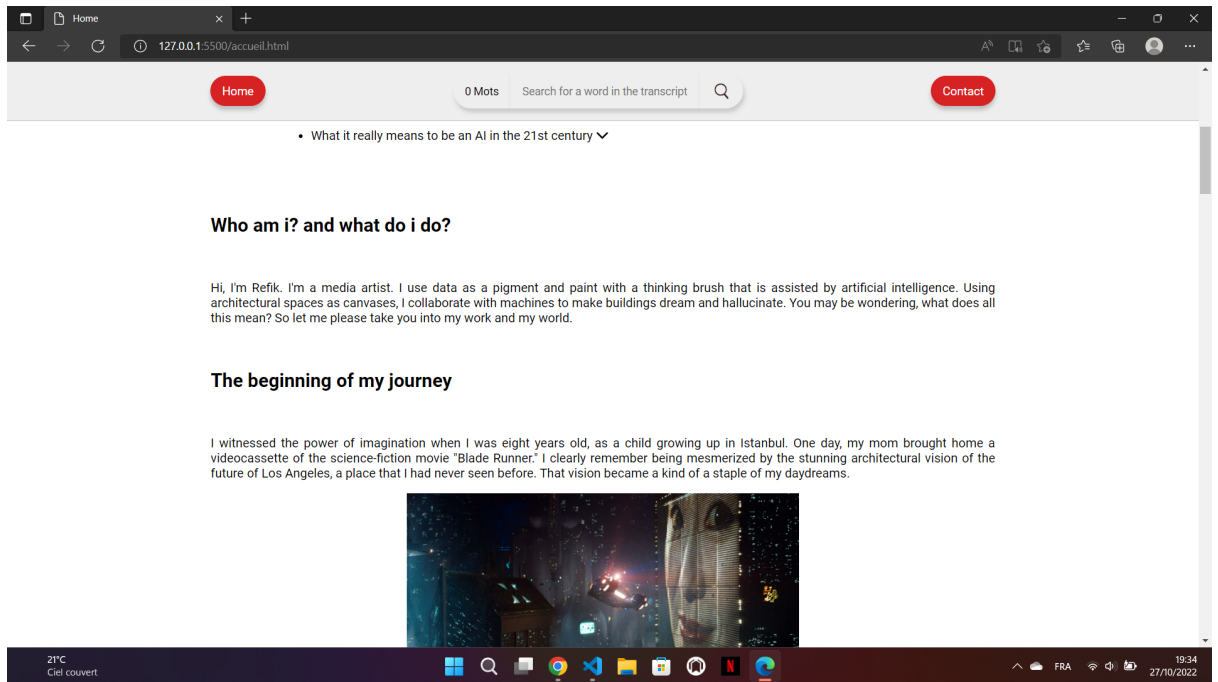 Home
127.0.0.1:5500/accueil.html
Home
0 Mots
Search for a word in the transcript
Contact
• What it really means to be an AI in the 21st century
Who am i? and what do i do?
Hi, I'm Refik. I'm a media artist. I use data as a pigment and paint with a thinking brush that is assisted by artificial intelligence. Using
architectural spaces as canvases, I collaborate with machines to make buildings dream and hallucinate. You may be wondering, what does all
this mean? So let me please take you into my work and my world.
The beginning of my journey
I witnessed the power of imagination when I was eight years old, as a child growing up in Istanbul. One day, my mom brought home a
videocassette of the science-fiction movie "Blade Runner." I clearly remember being mesmerized by the stunning architectural vision of the
future of Los Angeles, a place that I had never seen before. That vision became a kind of a staple of my daydreams.
21°C
Ciel couvert
N
FRA
19:34
27/10/2022